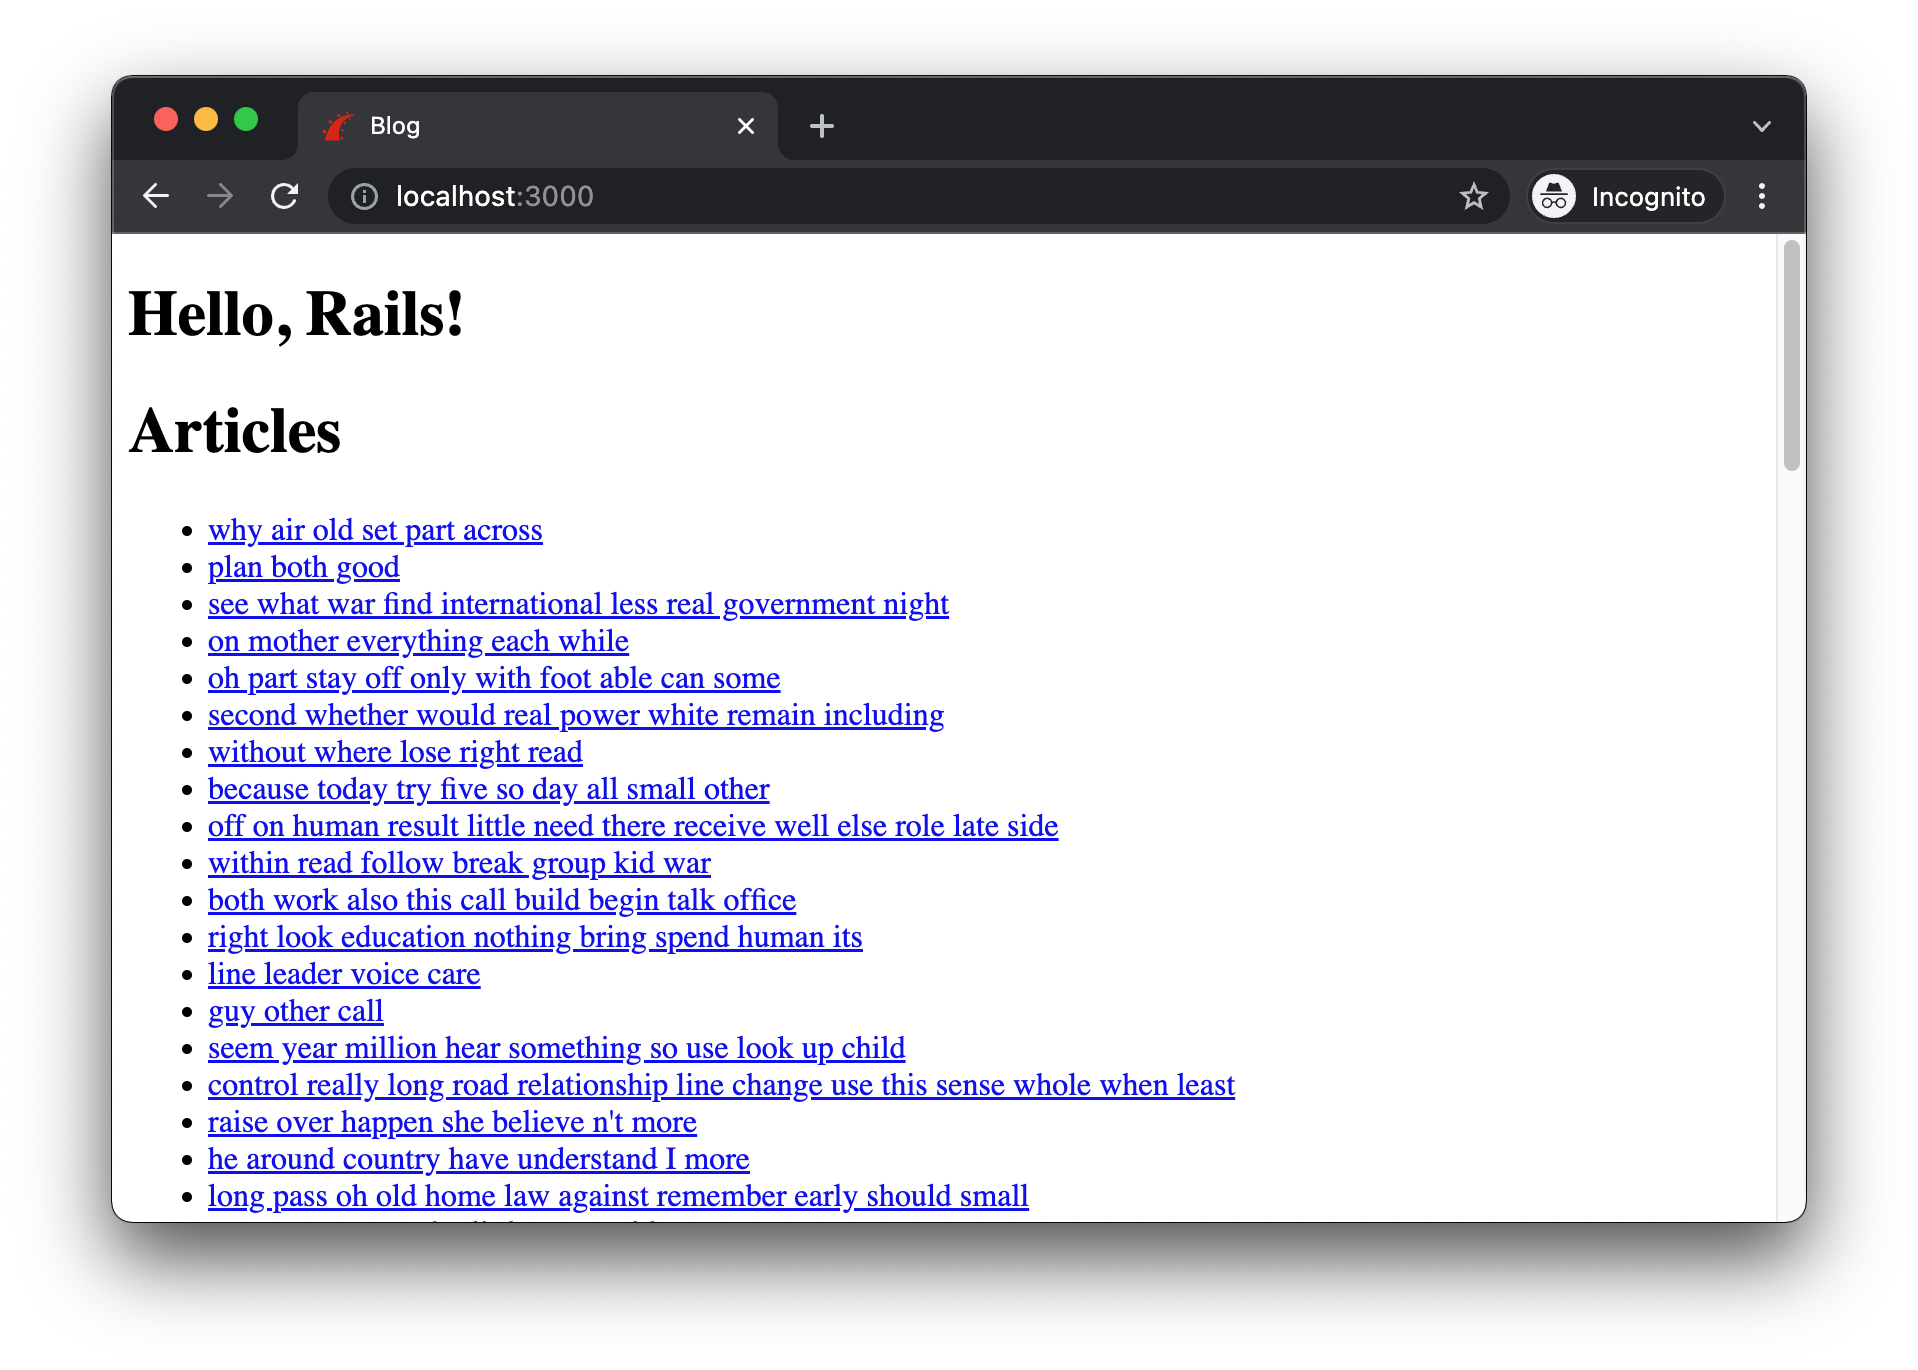 Blog
localhost:3000
Incognito
Hello, Rails!
Articles
why air old set part across
plan both good
see what war find international less real government night
on mother everything each while
oh part stay off only with foot able can some
second whether would real power white remain including
without where lose right read
because today try five so day all small other
off on human result little need there receive well else role late side
within read follow break group kid war
both work also this call build begin talk office
right look education nothing bring spend human its
line leader voice care
guy other call
seem year million hear something so use look up child
control really long road relationship line change use this sense whole when least
raise over happen she believe n't more
he around country have understand I more
long pass oh old home law against remember early should small